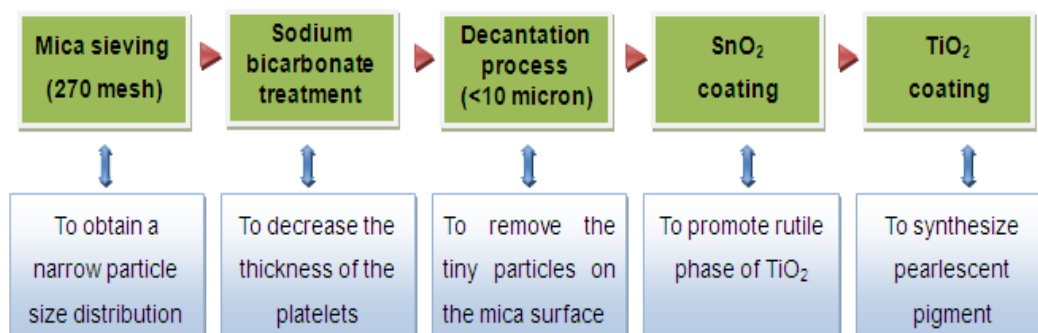 Mica sieving
(270 mesh)
Sodium
bicarbonate
treatment
Decantation
process
(<10 micron)
SnO₂
coating
TiO₂
coating
To obtain a
narrow particle
size distribution
To decrease the
thickness of the
platelets
To remove the
tiny particles on
the mica surface
To promote rutile
phase of TiO₂
To synthesize
pearlescent
pigment